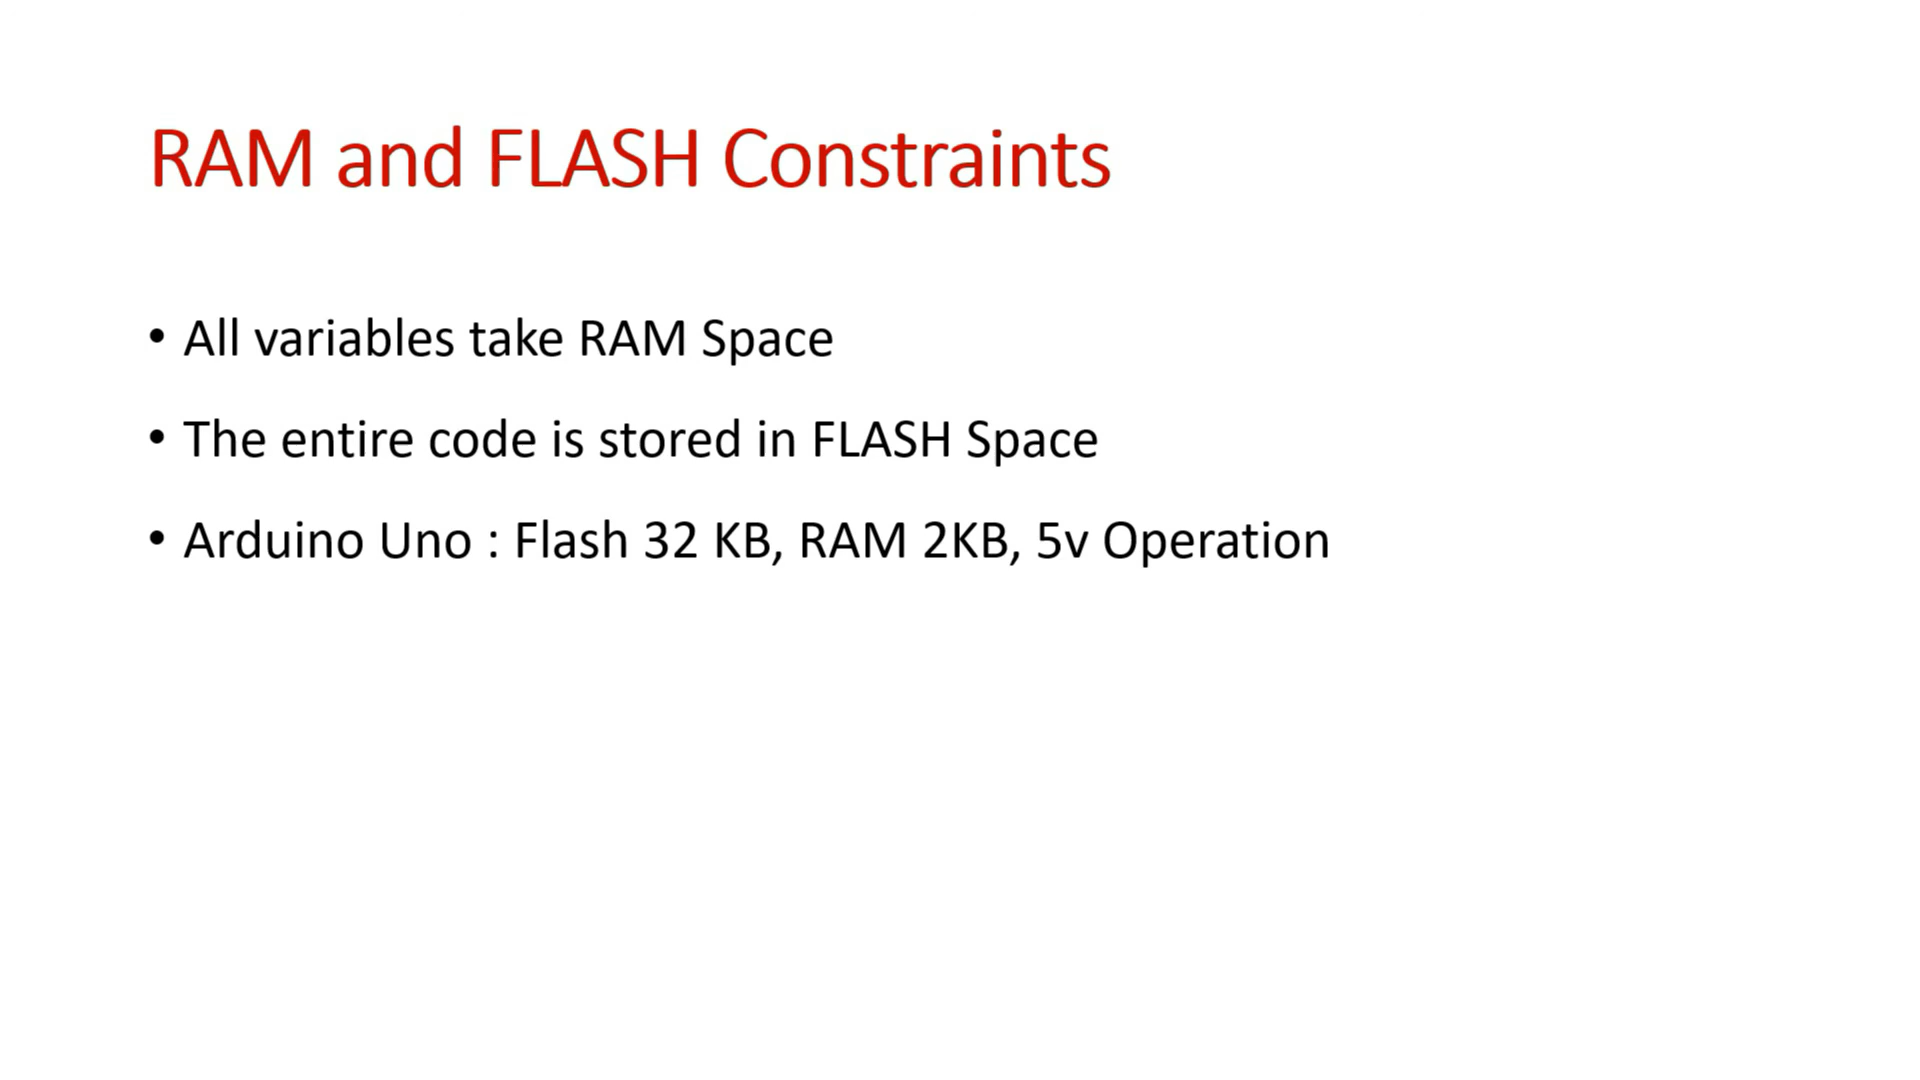 RAM and FLASH Constraints
• All variables take RAM Space
• The entire code is stored in FLASH Space
• Arduino Uno : Flash 32 KB, RAM 2KB, 5v Operation